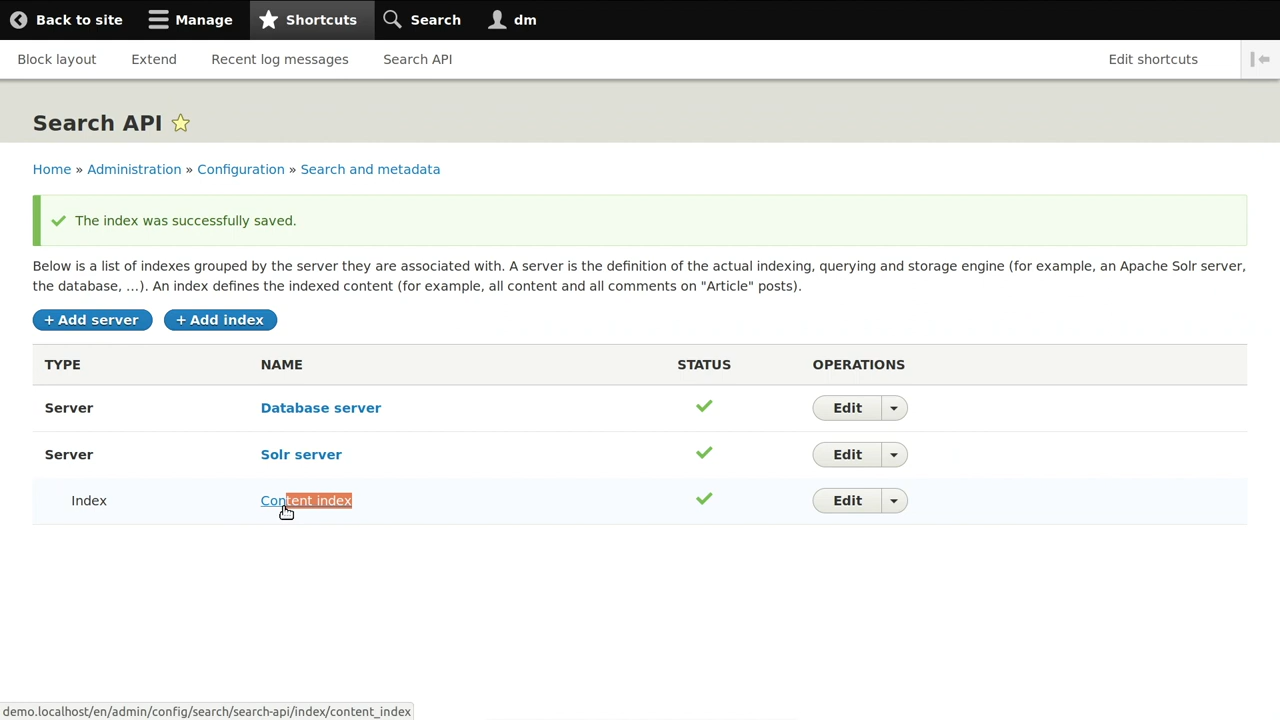 Back to site Manage Shortcuts Search dm
Block layout Extend Recent log messages Search API Edit shortcuts
Search API
Home » Administration » Configuration » Search and metadata
The index was successfully saved.
Below is a list of indexes grouped by the server they are associated with. A server is the definition of the actual indexing, querying and storage engine (for example, an Apache Solr server,
the database, …). An index defines the indexed content (for example, all content and all comments on "Article" posts).
+ Add server + Add index
TYPE NAME STATUS OPERATIONS
Server Database server Edit
Server Solr server Edit
Index Content index Edit
demo.localhost/en/admin/config/search/search-api/index/content_index